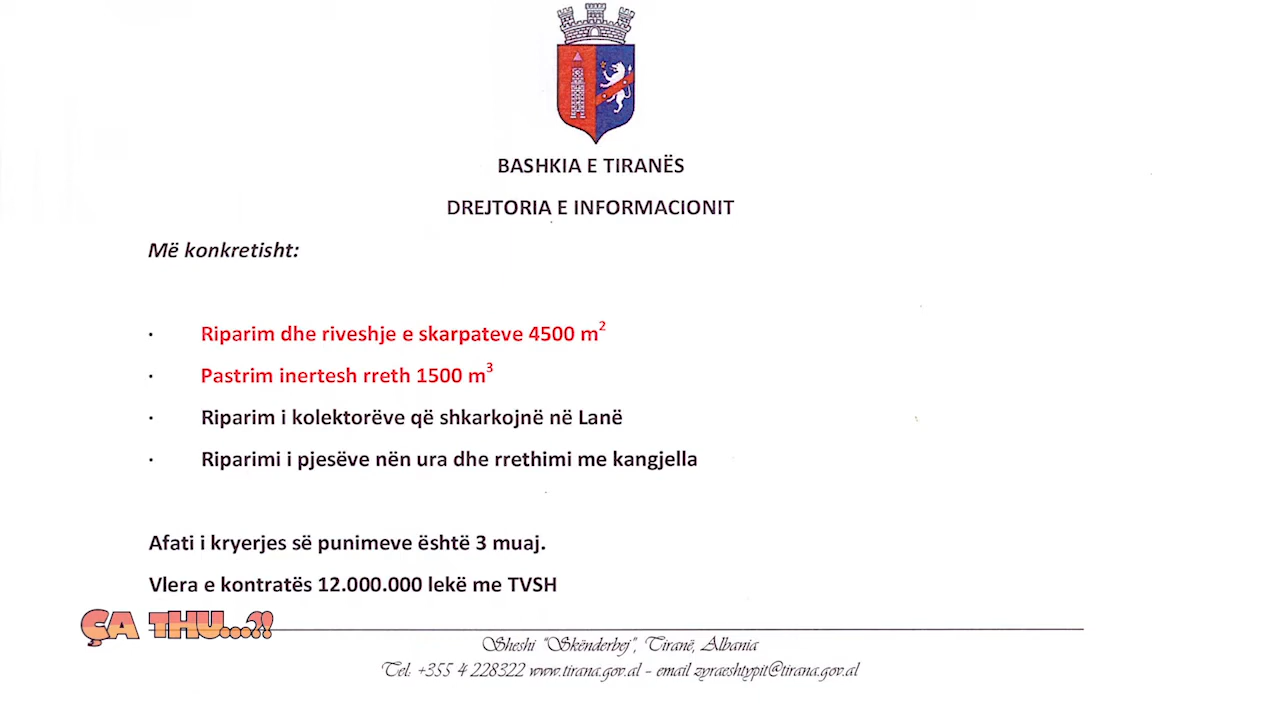 BASHKIA E TIRANËS
DREJTORIA E INFORMACIONIT
Më konkretisht:
· Riparim dhe riveshje e skarpateve 4500 m²
· Pastrim inertesh rreth 1500 m³
· Riparim i kolektorëve që shkarkojnë në Lanë
· Riparimi i pjesëve nën ura dhe rrethimi me kangjella
Afati i kryerjes së punimeve është 3 muaj.
Vlera e kontratës 12.000.000 lekë me TVSH
ÇA THU...?!
Sheshi "Skënderbej", Tiranë, Albania
Tel: +355 4 228322 www.tirana.gov.al – email zyraeshtypit@tirana.gov.al